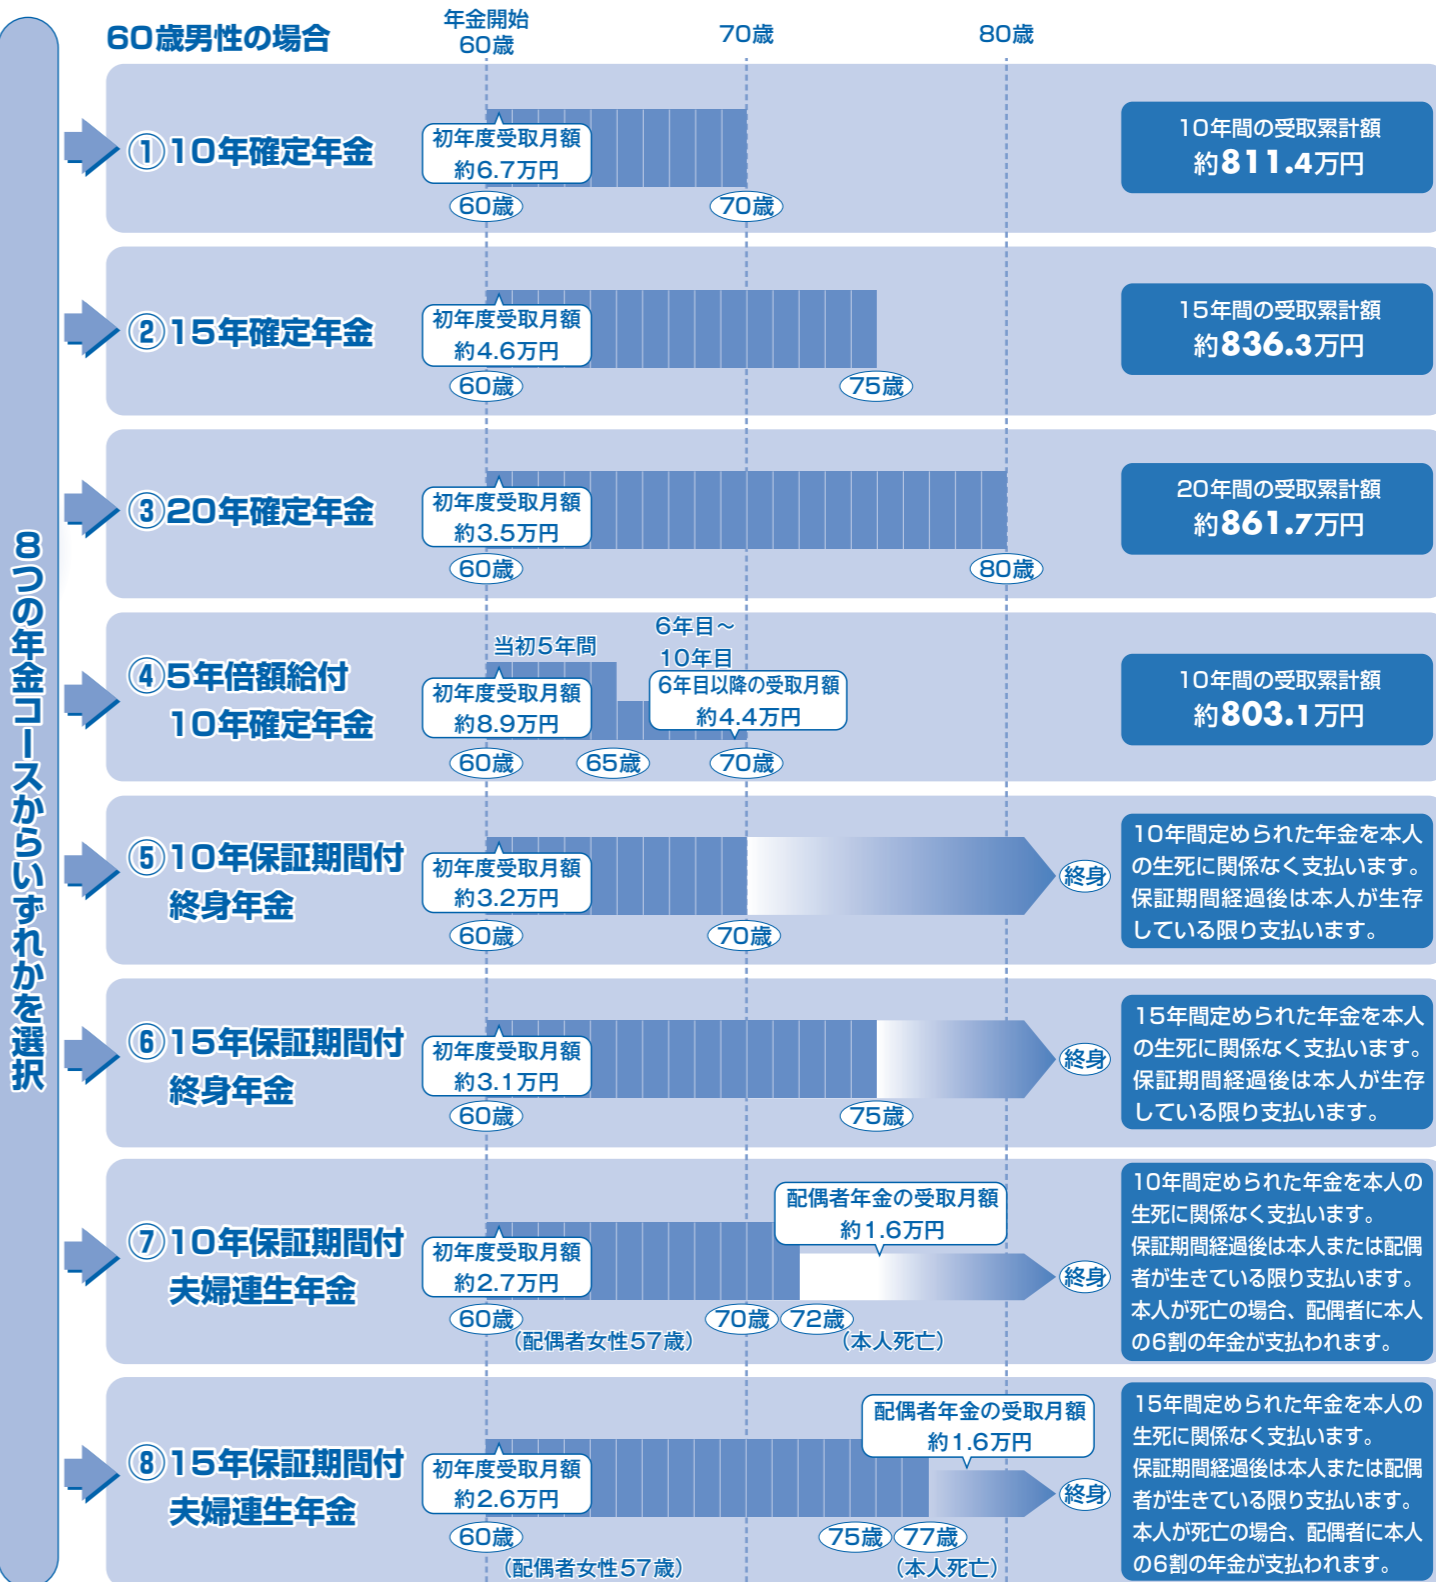 8つの年金コースからいずれかを選択
60歳男性の場合
年金開始
60歳
70歳
80歳
①10年確定年金
初年度受取月額
約6.7万円
60歳
70歳
10年間の受取累計額
約811.4万円
②15年確定年金
初年度受取月額
約4.6万円
60歳
75歳
15年間の受取累計額
約836.3万円
③20年確定年金
初年度受取月額
約3.5万円
60歳
80歳
20年間の受取累計額
約861.7万円
④5年倍額給付
10年確定年金
当初5年間
初年度受取月額
約8.9万円
6年目～
10年目
6年目以降の受取月額
約4.4万円
60歳
65歳
70歳
10年間の受取累計額
約803.1万円
⑤10年保証期間付
終身年金
初年度受取月額
約3.2万円
60歳
70歳
終身
10年間定められた年金を本人
の生死に関係なく支払います。
保証期間経過後は本人が生存
している限り支払います。
⑥15年保証期間付
終身年金
初年度受取月額
約3.1万円
60歳
75歳
終身
15年間定められた年金を本人
の生死に関係なく支払います。
保証期間経過後は本人が生存
している限り支払います。
⑦10年保証期間付
夫婦連生年金
初年度受取月額
約2.7万円
配偶者年金の受取月額
約1.6万円
60歳
70歳
72歳
（配偶者女性57歳）
（本人死亡）
終身
10年間定められた年金を本人の
生死に関係なく支払います。
保証期間経過後は本人または配偶
者が生きている限り支払います。
本人が死亡の場合、配偶者に本人
の6割の年金が支払われます。
⑧15年保証期間付
夫婦連生年金
初年度受取月額
約2.6万円
配偶者年金の受取月額
約1.6万円
60歳
75歳
77歳
（配偶者女性57歳）
（本人死亡）
終身
15年間定められた年金を本人の
生死に関係なく支払います。
保証期間経過後は本人または配偶
者が生きている限り支払います。
本人が死亡の場合、配偶者に本人
の6割の年金が支払われます。